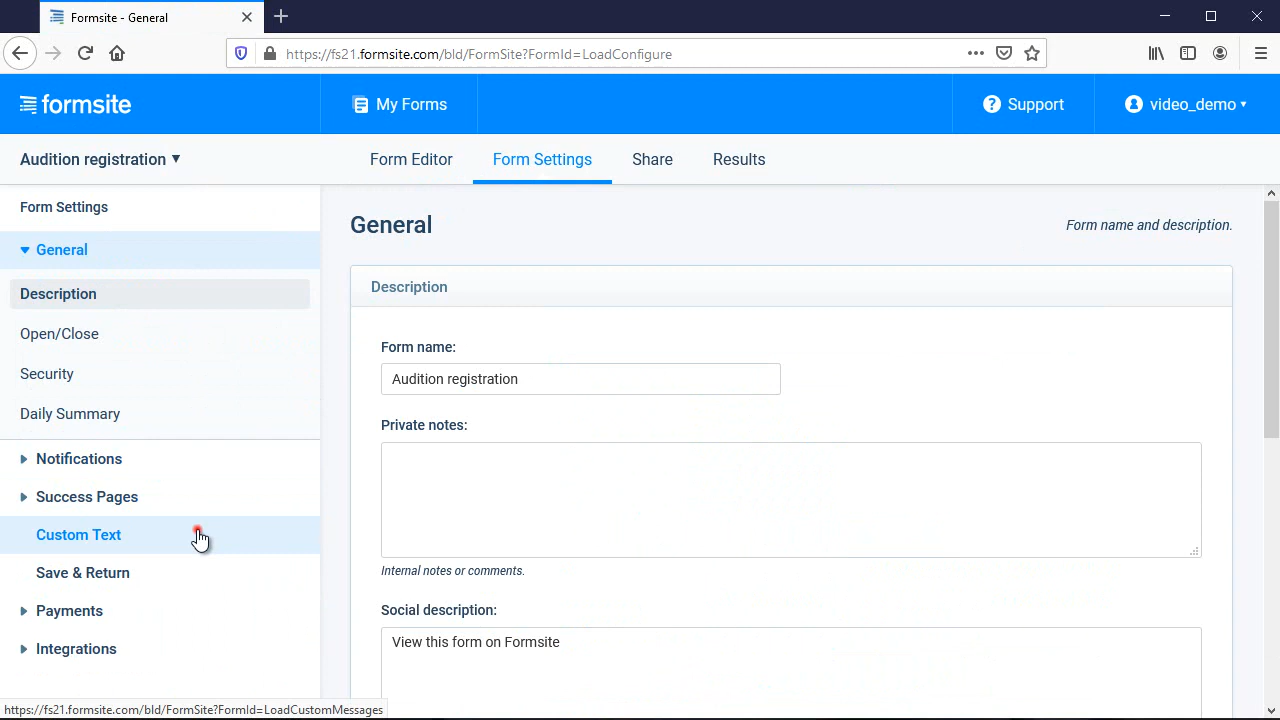 Formsite - General
https://fs21.formsite.com/bld/FormSite?FormId=LoadConfigure
formsite
My Forms
Support
video_demo
Audition registration
Form Editor
Form Settings
Share
Results
Form Settings
General
Description
Open/Close
Security
Daily Summary
Notifications
Success Pages
Custom Text
Save & Return
Payments
Integrations
General
Form name and description.
Description
Form name:
Audition registration
Private notes:
Internal notes or comments.
Social description:
View this form on Formsite
https://fs21.formsite.com/bld/FormSite?FormId=LoadCustomMessages